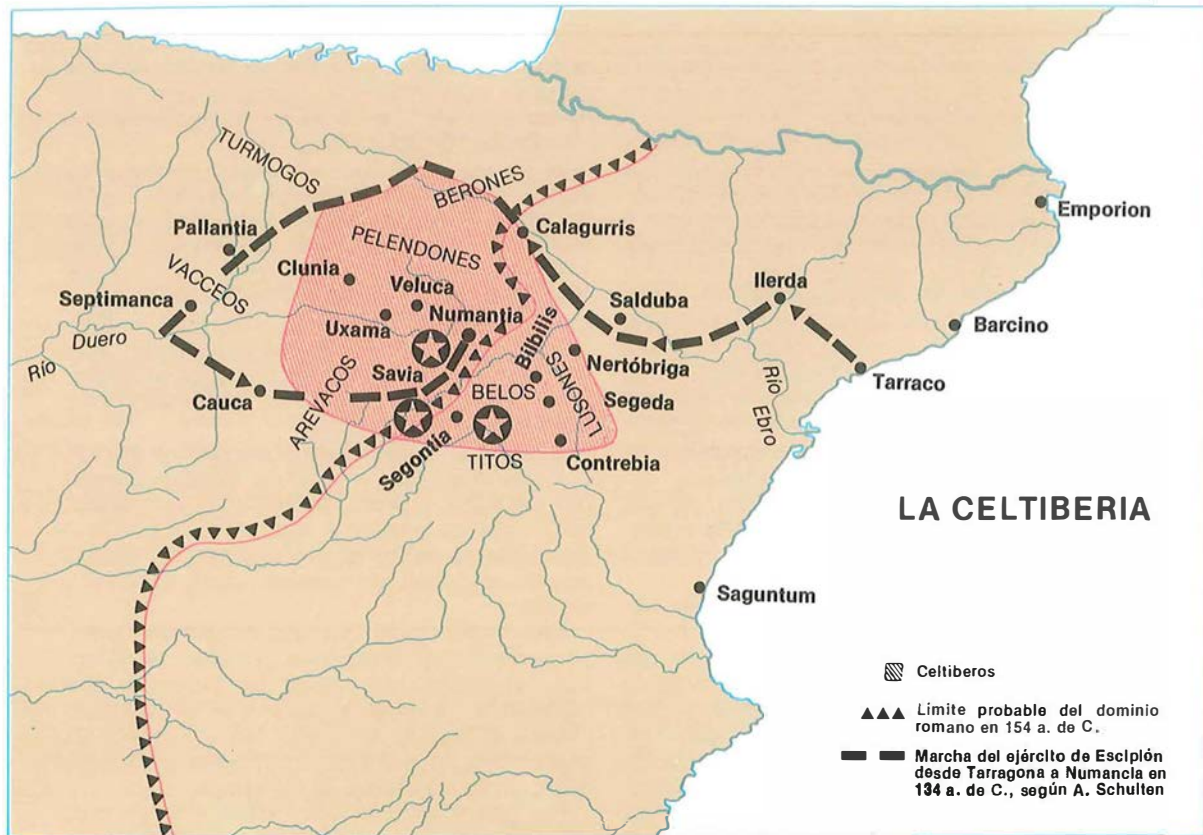 TURMOGOS
BERONES
Emporion
Pallantia
Calagurris
PELENDONES
VACCEOS
Clunia
Septimanca
Veluca
Ilerda
Salduba
Uxama
Numantia
Barcino
Duero
Río
Bilbilis
Nertóbriga
Savia
LUSONES
Tarraco
Río
Ebro
Cauca
AREVACOS
BELOS
Segeda
Segontia
TITOS
Contrebia
LA CELTIBERIA
Saguntum
Celtiberos
Límite probable del dominio
romano en 154 a. de C.
Marcha del ejército de Escipión
desde Tarragona a Numancia en
134 a. de C., según A. Schulten